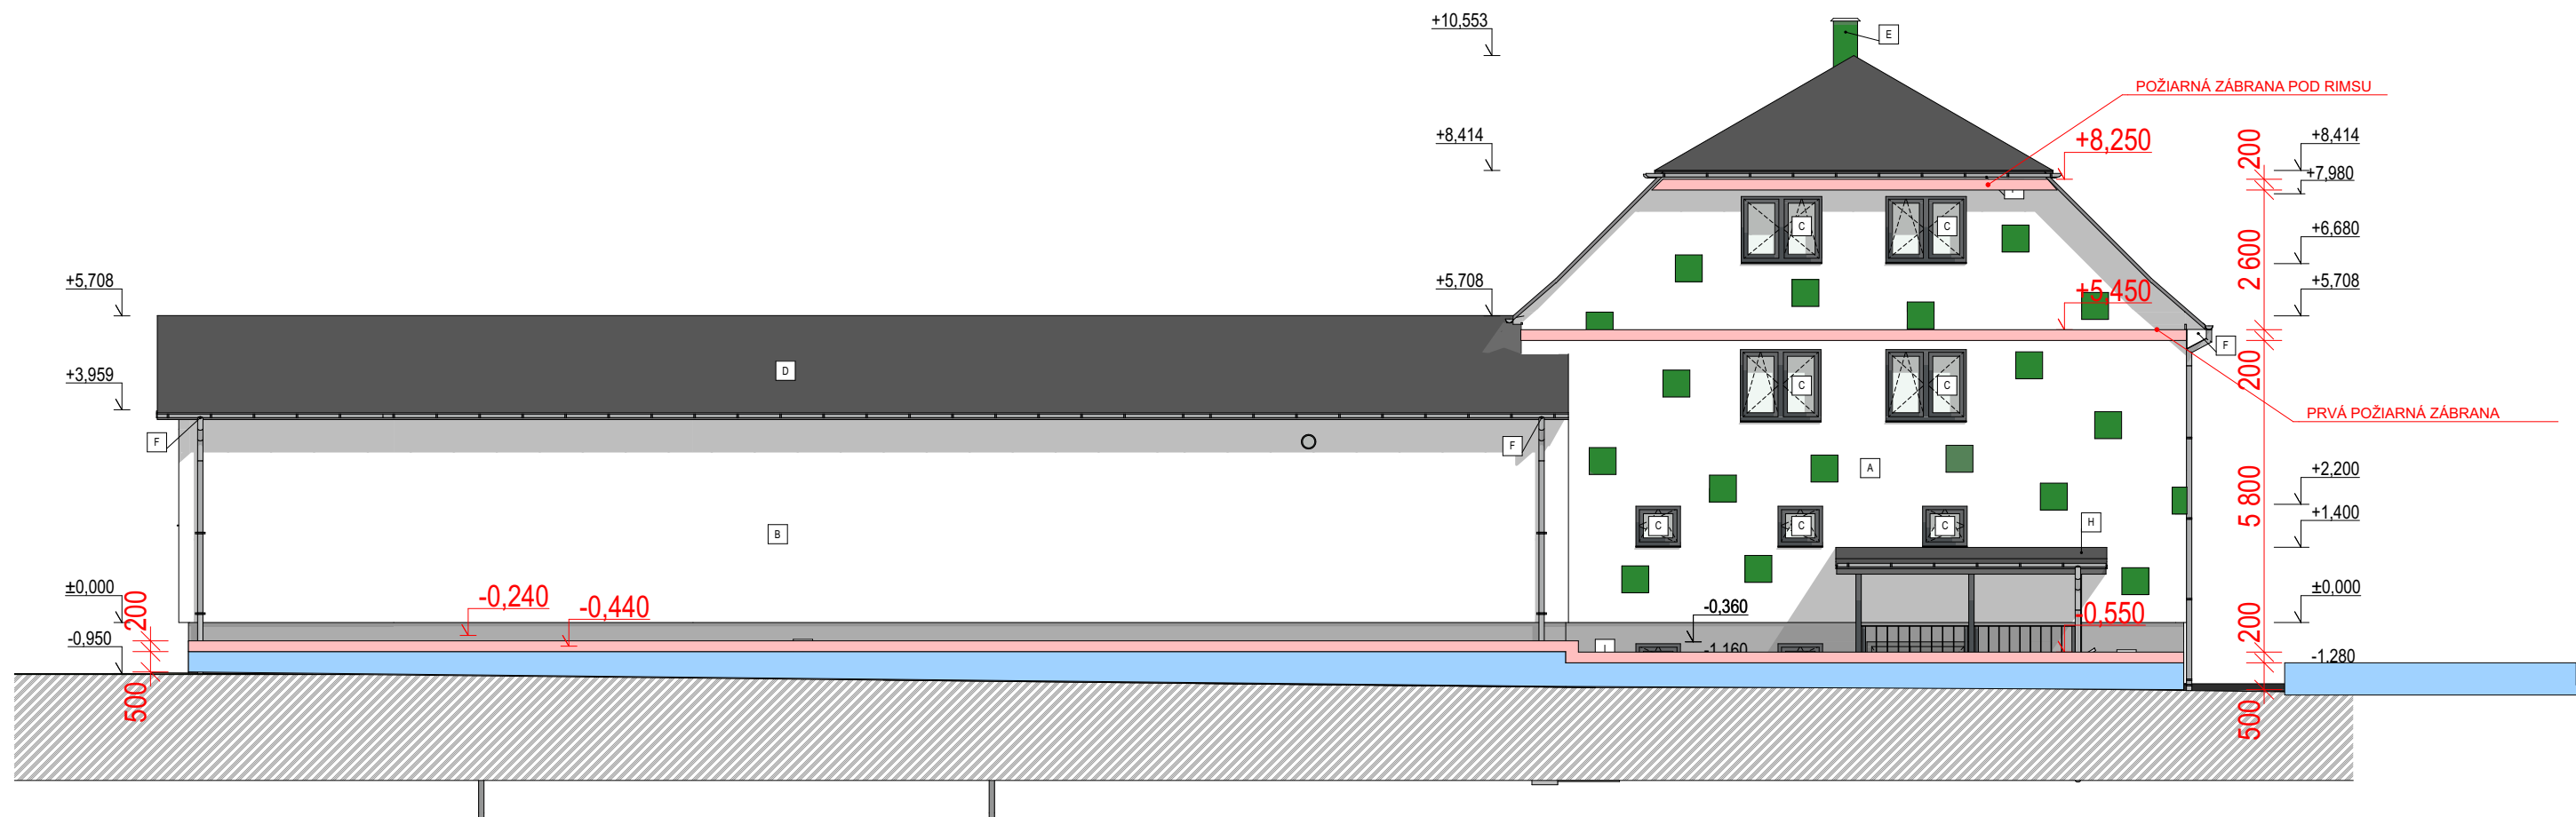 +10,553
E
POŽIARNÁ ZÁBRANA POD RIMSU
+8,414
+8,250
200
+8,414
+7,980
C
C
+6,680
2 600
+5,708
+5,708
+5,450
+5,708
F
D
+3,959
C
C
200
PRVÁ POŽIARNÁ ZÁBRANA
F
F
A
+2,200
5 800
B
C
C
C
H
+1,400
±0,000
200
-0,240
-0,440
-0,360
-0,550
±0,000
200
-0,950
-1,160
-1,280
500
500